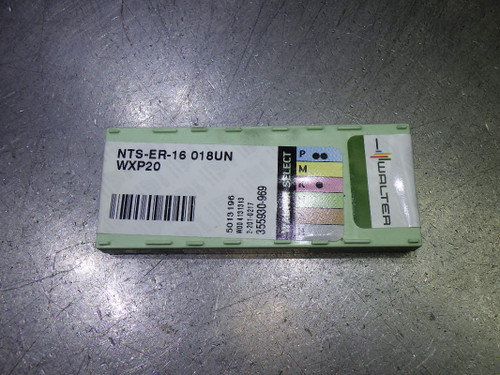 NTS-ER-16 018UN
WXP20
5013196
355930-969
SELECT
P
M
K
WALTER